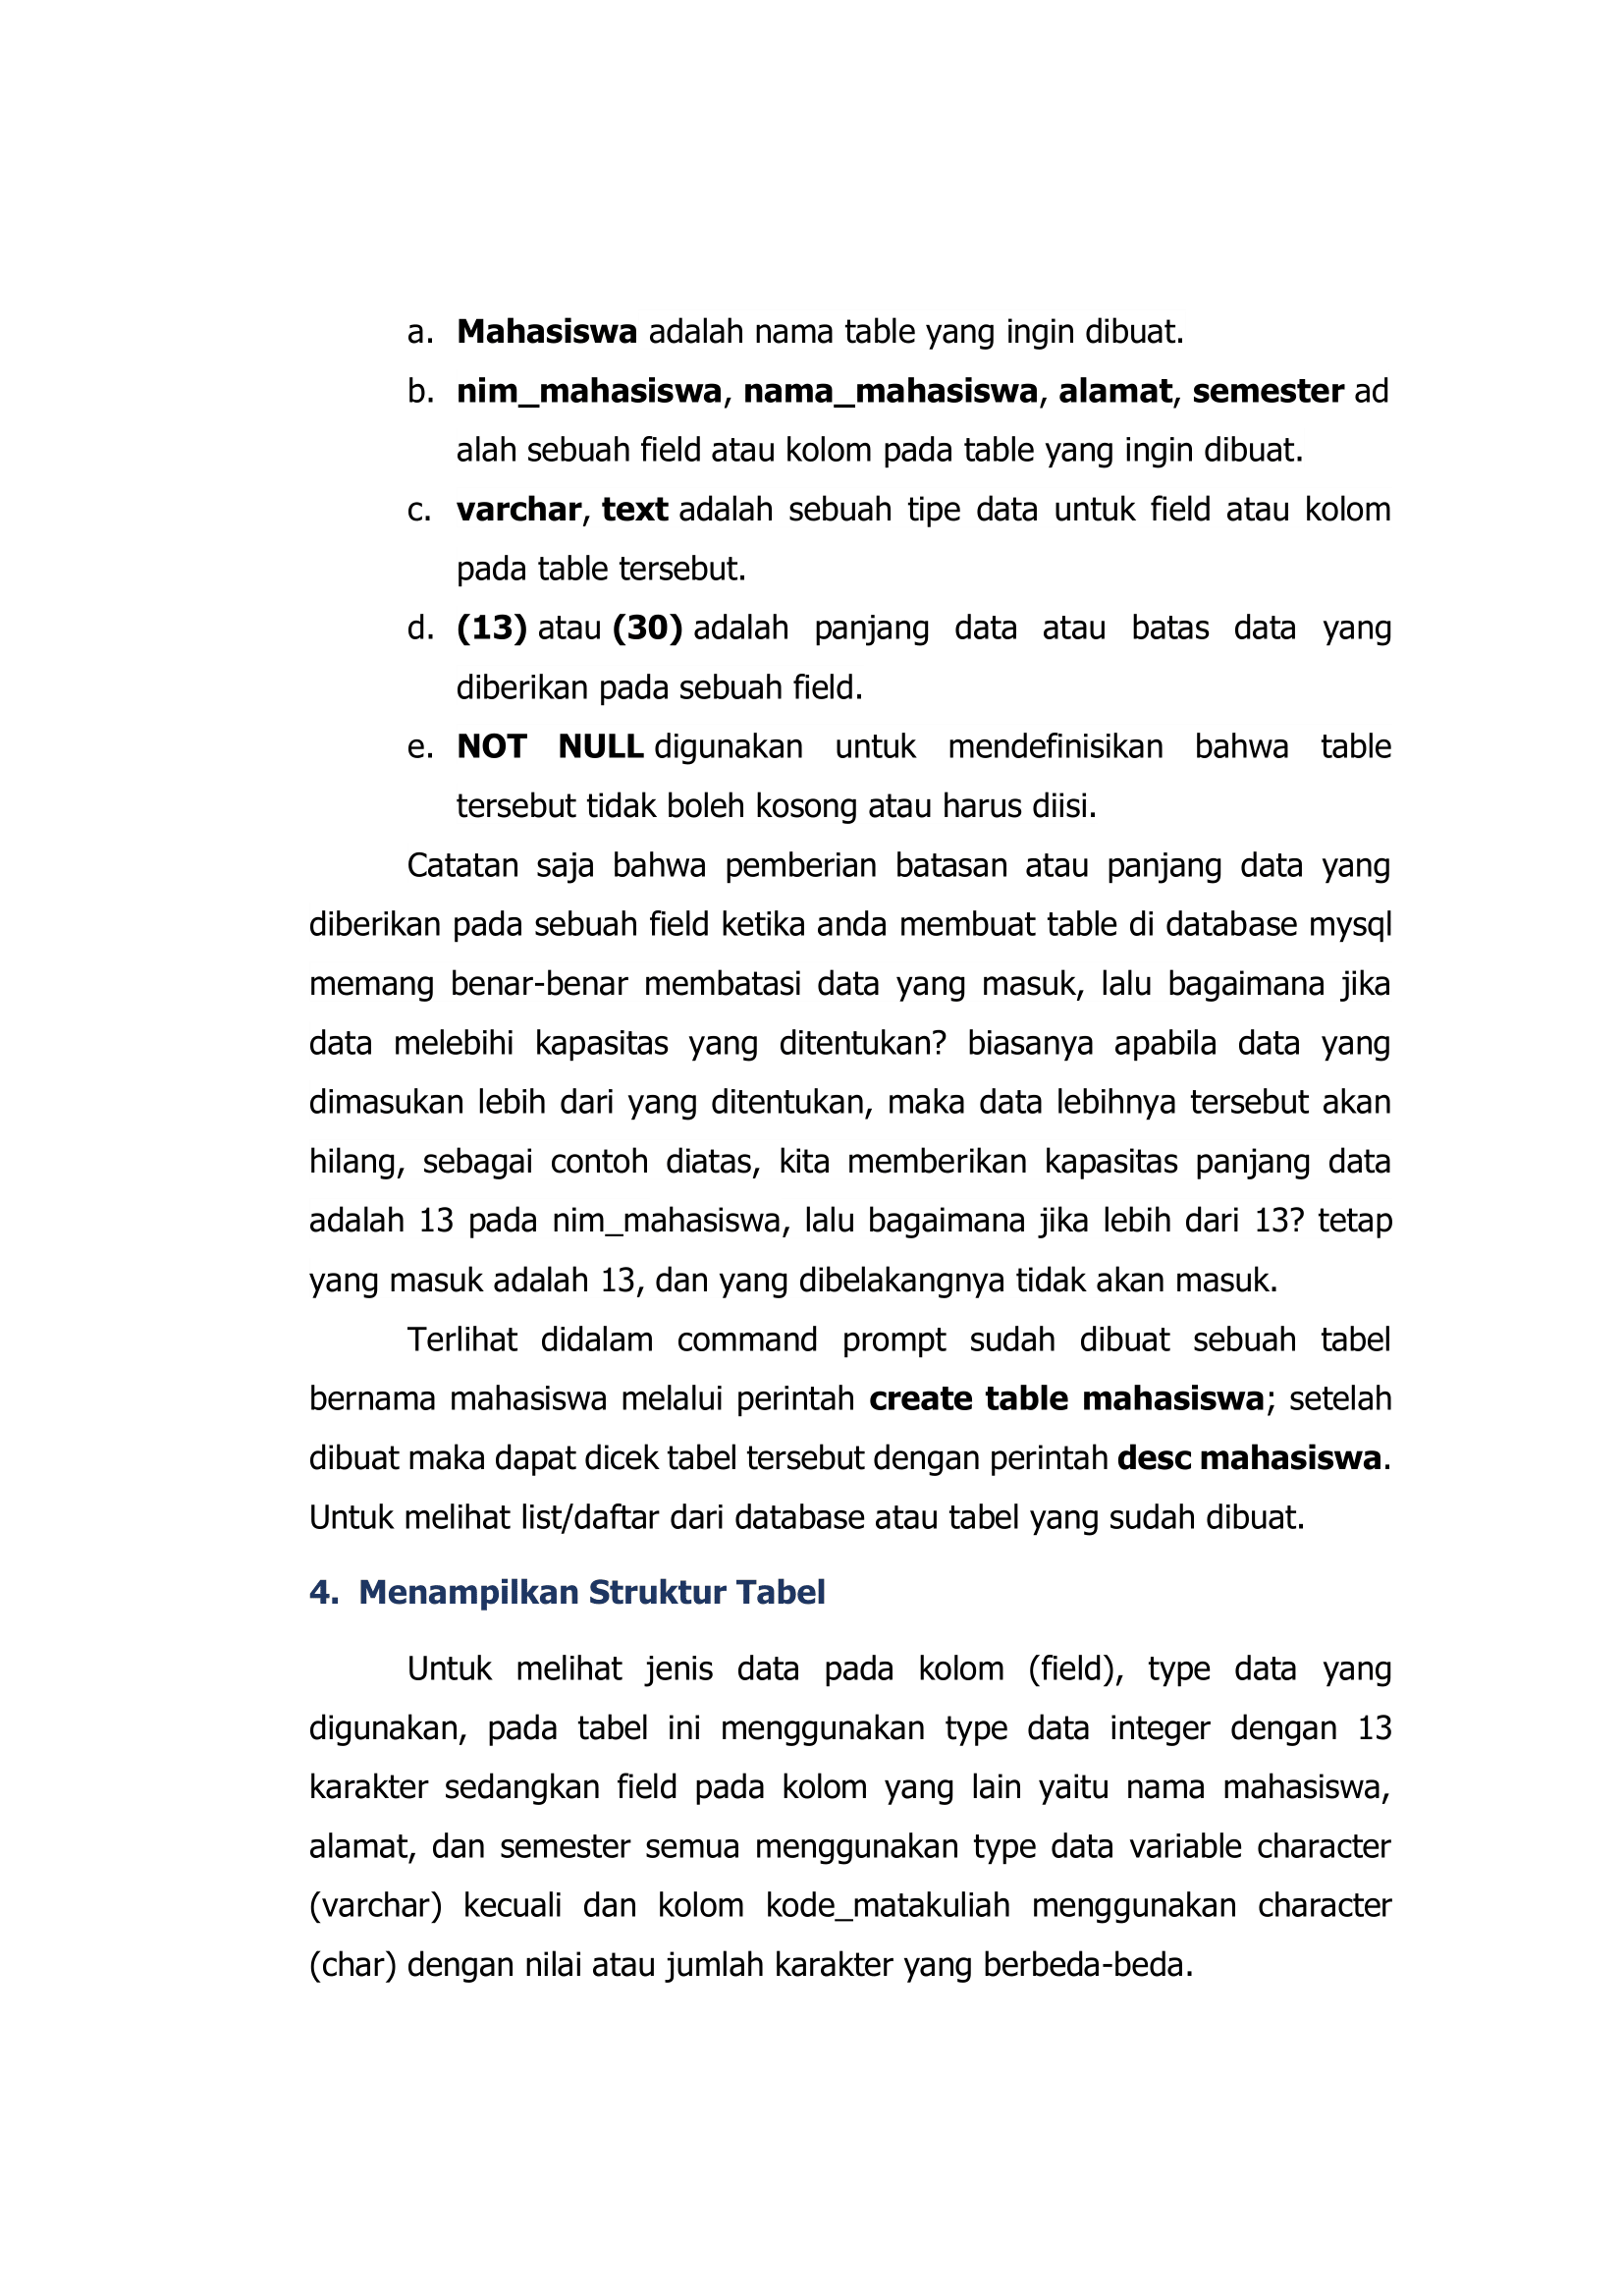 a. Mahasiswa adalah nama table yang ingin dibuat.
b. nim_mahasiswa, nama_mahasiswa, alamat, semester ad
alah sebuah field atau kolom pada table yang ingin dibuat.
c. varchar, text adalah sebuah tipe data untuk field atau kolom
pada table tersebut.
d. (13) atau (30) adalah panjang data atau batas data yang
diberikan pada sebuah field.
e. NOT NULL digunakan untuk mendefinisikan bahwa table
tersebut tidak boleh kosong atau harus diisi.
Catatan saja bahwa pemberian batasan atau panjang data yang
diberikan pada sebuah field ketika anda membuat table di database mysql
memang benar-benar membatasi data yang masuk, lalu bagaimana jika
data melebihi kapasitas yang ditentukan? biasanya apabila data yang
dimasukan lebih dari yang ditentukan, maka data lebihnya tersebut akan
hilang, sebagai contoh diatas, kita memberikan kapasitas panjang data
adalah 13 pada nim_mahasiswa, lalu bagaimana jika lebih dari 13? tetap
yang masuk adalah 13, dan yang dibelakangnya tidak akan masuk.
Terlihat didalam command prompt sudah dibuat sebuah tabel
bernama mahasiswa melalui perintah create table mahasiswa; setelah
dibuat maka dapat dicek tabel tersebut dengan perintah desc mahasiswa.
Untuk melihat list/daftar dari database atau tabel yang sudah dibuat.
4. Menampilkan Struktur Tabel
Untuk melihat jenis data pada kolom (field), type data yang
digunakan, pada tabel ini menggunakan type data integer dengan 13
karakter sedangkan field pada kolom yang lain yaitu nama mahasiswa,
alamat, dan semester semua menggunakan type data variable character
(varchar) kecuali dan kolom kode_matakuliah menggunakan character
(char) dengan nilai atau jumlah karakter yang berbeda-beda.